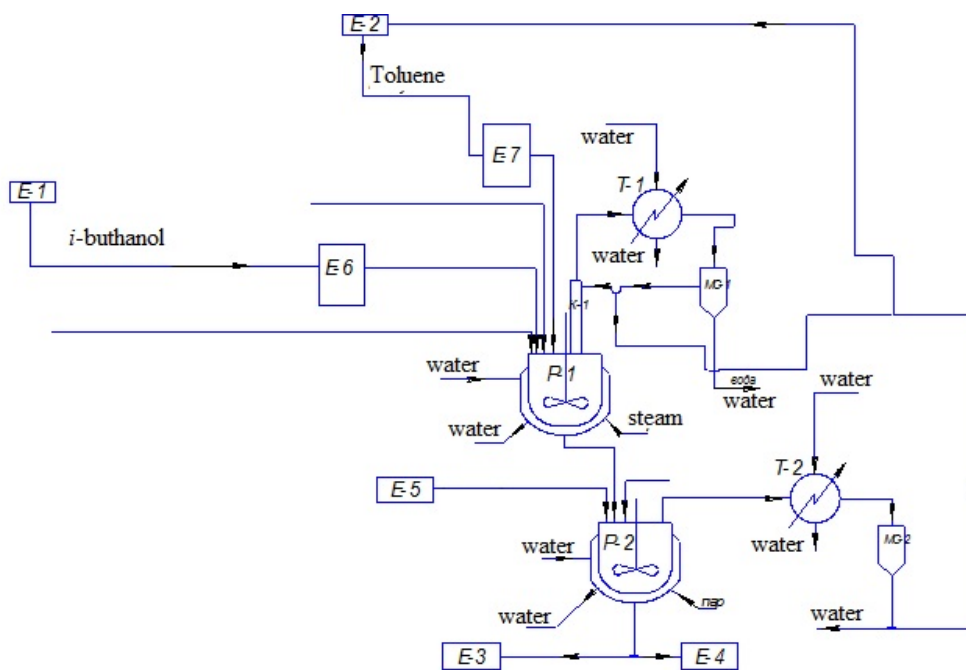 E-2
Toluene
E-7
water
T-1
E-1
i-buthanol
water
E-6
MG-1
K-1
P-1
water
вода
water
water
steam
water
water
T-2
E-5
P-2
MG-2
water
water
пар
water
water
E-3
E-4